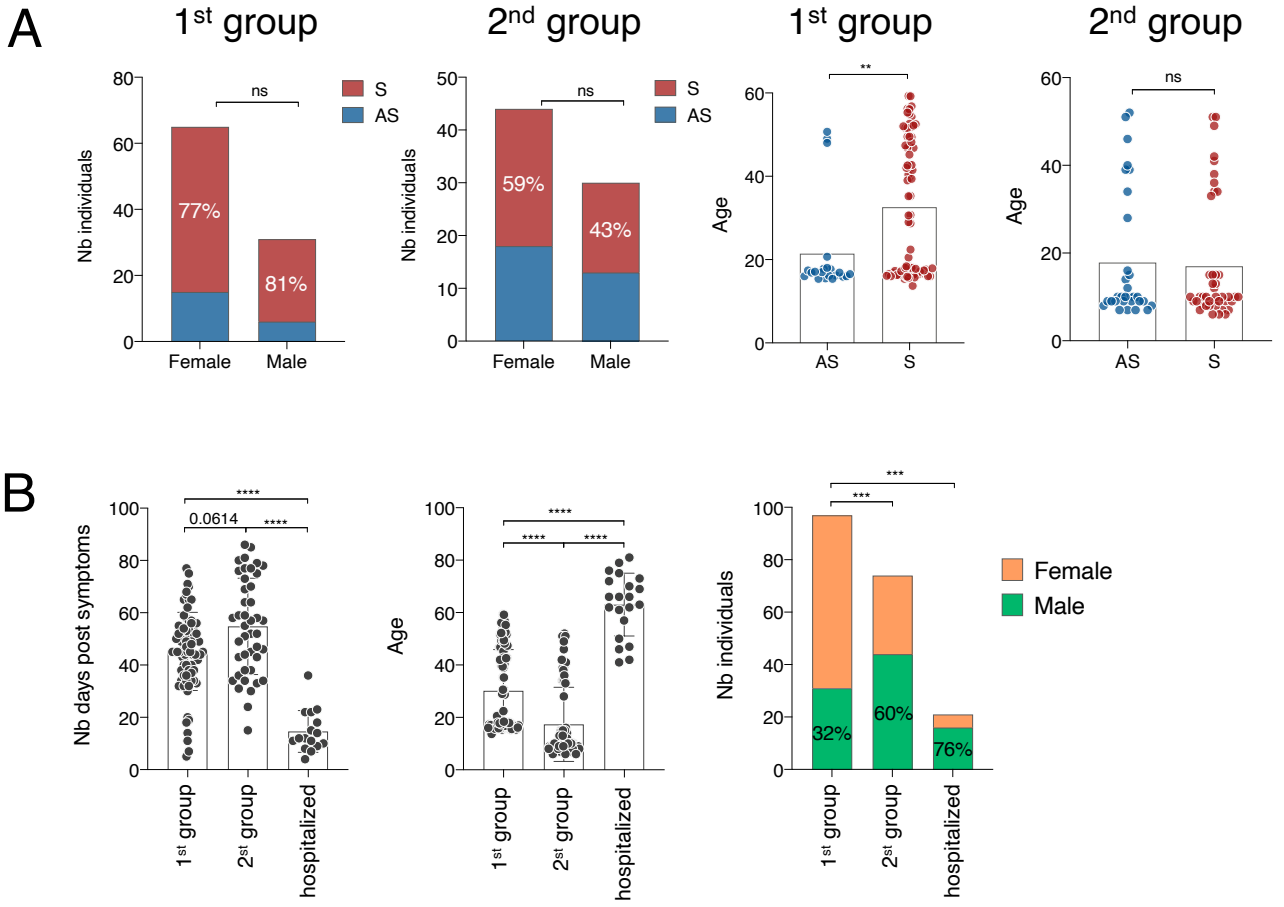 A
1st group
2nd group
1st group
2nd group
80
60
40
20
0
Nb individuals
ns
S
AS
77%
81%
Female
Male
50
40
30
20
10
0
Nb individuals
ns
S
AS
59%
43%
Female
Male
60
40
20
0
Age
**
AS
S
60
40
20
0
Age
ns
AS
S
B
100
80
60
40
20
0
Nb days post symptoms
****
0.0614
****
1st group
2st group
hospitalized
100
80
60
40
20
0
Age
****
****
****
1st group
2st group
hospitalized
100
80
60
40
20
0
Nb individuals
***
***
32%
60%
76%
1st group
2st group
hospitalized
Female
Male